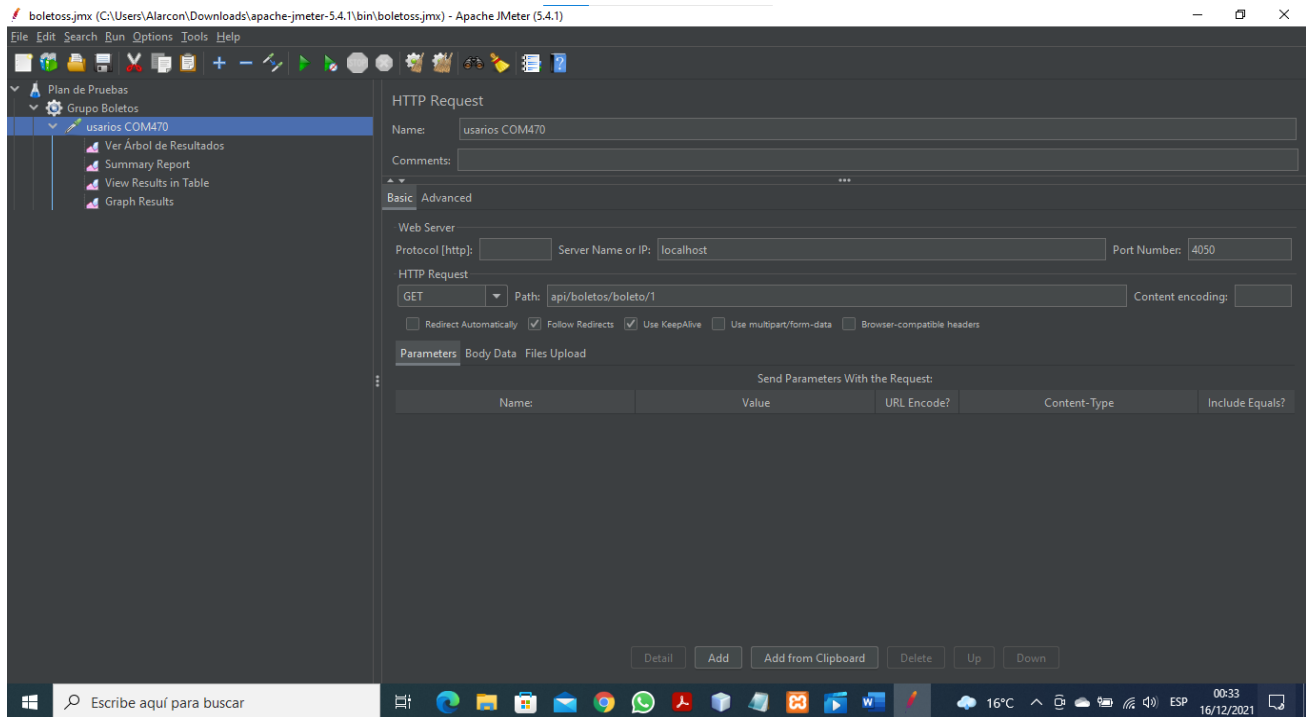 boletoss.jmx (C:\Users\Alarcon\Downloads\apache-jmeter-5.4.1\bin\boletoss.jmx) - Apache JMeter (5.4.1)
File Edit Search Run Options Tools Help
Plan de Pruebas
Grupo Boletos
usarios COM470
Ver Árbol de Resultados
Summary Report
View Results in Table
Graph Results
HTTP Request
Name: usarios COM470
Comments:
Basic Advanced
Web Server
Protocol [http]: Server Name or IP: localhost Port Number: 4050
HTTP Request
GET Path: api/boletos/boleto/1 Content encoding:
Redirect Automatically Follow Redirects Use KeepAlive Use multipart/form-data Browser-compatible headers
Parameters Body Data Files Upload
Send Parameters With the Request:
Name: Value URL Encode? Content-Type Include Equals?
Detail Add Add from Clipboard Delete Up Down
Escribe aquí para buscar
16°C ESP 00:33
16/12/2021